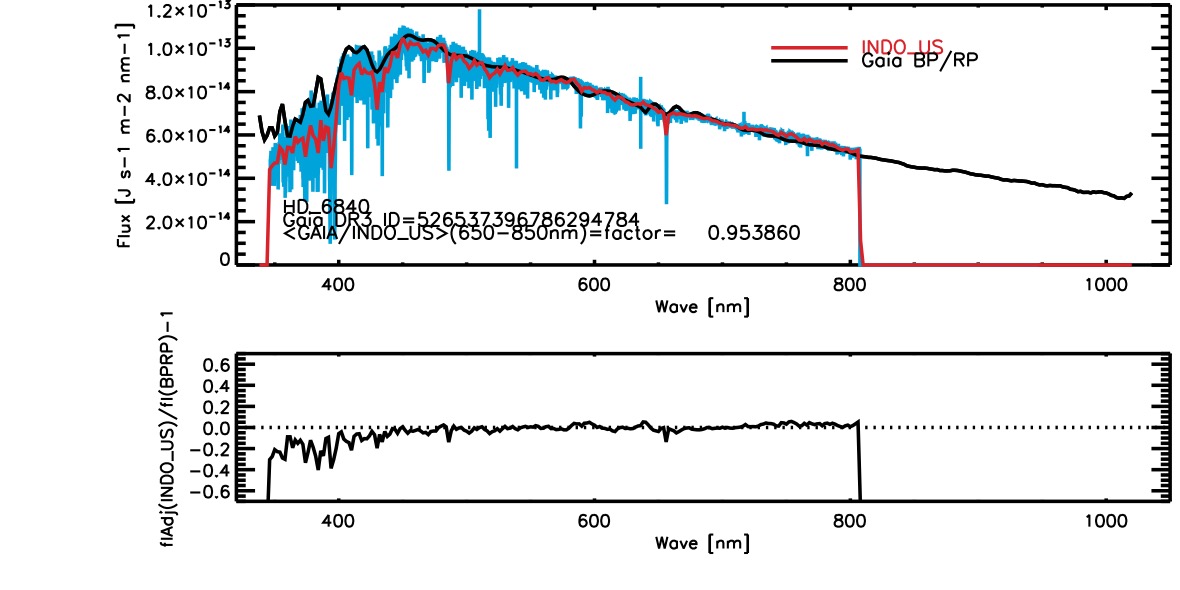 1.2×10−13
1.0×10−13
8.0×10−14
6.0×10−14
4.0×10−14
2.0×10−14
0
Flux [J s−1 m−2 nm−1]
INDO_US
Gaia BP/RP
HD_6840
Gaia DR3 ID=526537396786294784
<GAIA/INDO_US>(650−850nm)=factor= 0.953860
400 600 800 1000
Wave [nm]
flAdj(INDO_US)/fl(BPRP)−1
0.6
0.4
0.2
0.0
−0.2
−0.4
−0.6
400 600 800 1000
Wave [nm]